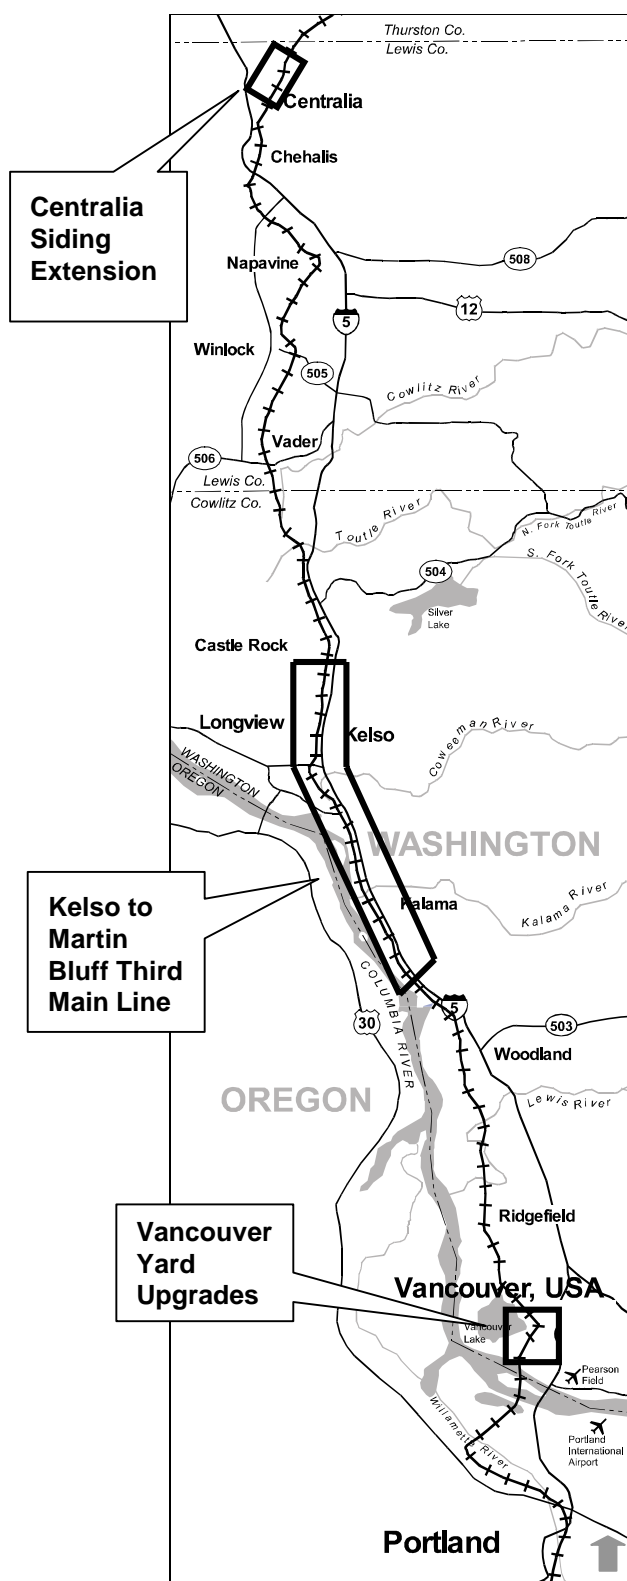 Thurston Co.
Lewis Co.
Centralia
Chehalis
Centralia
Siding
Extension
508
Napavine
12
5
Winlock
505
Cowlitz River
Vader
506
Lewis Co.
Cowlitz Co.
Toutle River
N. Fork Toutle River
S. Fork Toutle River
504
Silver
Lake
Castle Rock
Longview
Kelso
Coweeman River
WASHINGTON
OREGON
WASHINGTON
Kelso to
Martin
Bluff Third
Main Line
Kalama
Kalama River
COLUMBIA RIVER
5
30
503
Woodland
OREGON
Lewis River
Ridgefield
Vancouver
Yard
Upgrades
Vancouver, USA
Vancouver
Lake
Pearson
Field
Willamette River
Portland
International
Airport
Portland